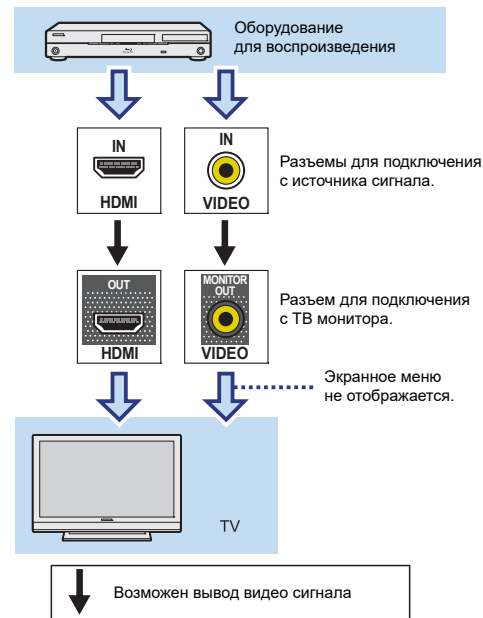 Оборудование
для воспроизведения
IN
HDMI
IN
VIDEO
Разъемы для подключения
с источника сигнала.
OUT
HDMI
MONITOR
OUT
VIDEO
Разъем для подключения
с ТВ монитора.
Экранное меню
не отображается.
TV
Возможен вывод видео сигнала